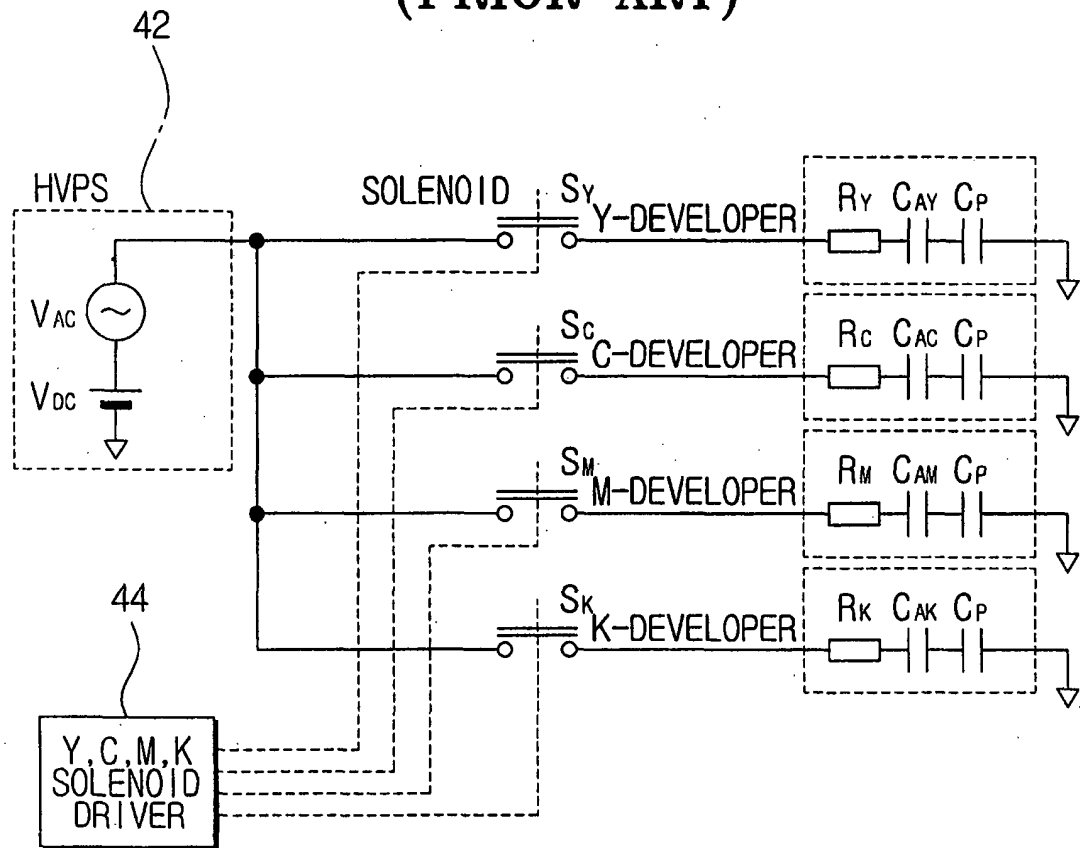 (PRIOR ART)
42
HVPS
SOLENOID
SY
Y-DEVELOPER
RY CAY CP
VAC
VDC
SC
C-DEVELOPER
RC CAC CP
SM
M-DEVELOPER
RM CAM CP
44
SK
K-DEVELOPER
RK CAK CP
Y,C,M,K
SOLENOID
DRIVER